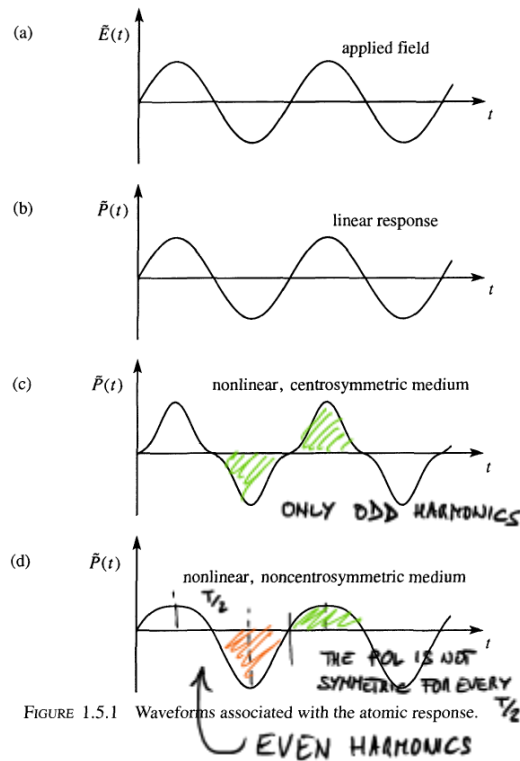 (a)
Ẽ(t)
applied field
t
(b)
P̃(t)
linear response
t
(c)
P̃(t)
nonlinear, centrosymmetric medium
t
ONLY ODD HARMONICS
(d)
P̃(t)
nonlinear, noncentrosymmetric medium
T/2
t
THE POL IS NOT
SYMMETRIC FOR EVERY
T/2
FIGURE 1.5.1 Waveforms associated with the atomic response.
EVEN HARMONICS